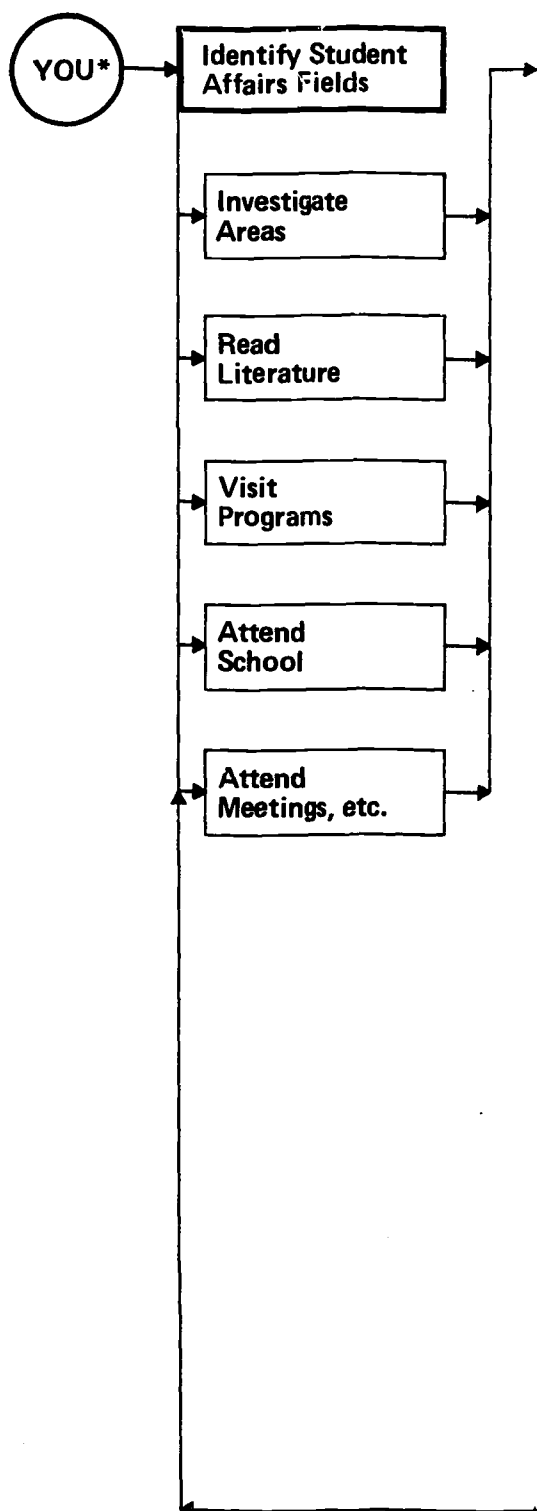 YOU*
Identify Student
Affairs Fields
Investigate
Areas
Read
Literature
Visit
Programs
Attend
School
Attend
Meetings, etc.